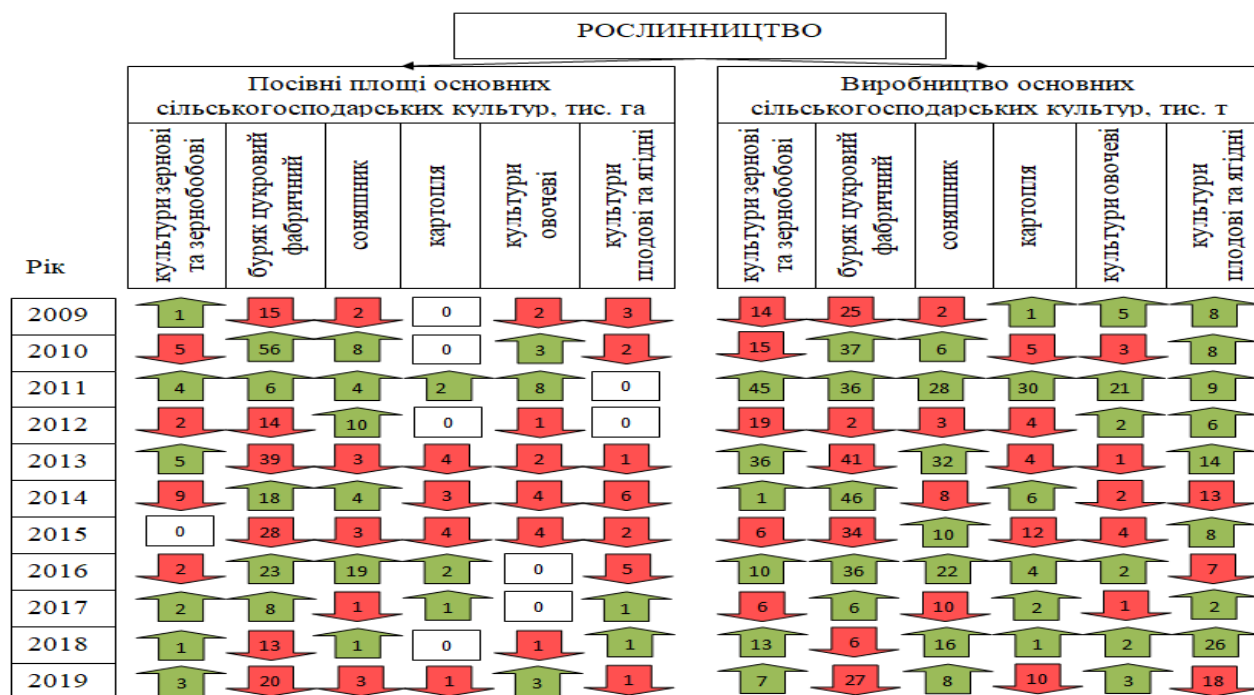 РОСЛИННИЦТВО
Посівні площі основних
сільськогосподарських культур, тис. га
Виробництво основних
сільськогосподарських культур, тис. т
Рік
культури зернові
та зернобобові
буряк цукровий
фабричний
соняшник
картопля
культури
овочеві
культури
плодові та ягідні
культури зернові
та зернобобові
буряк цукровий
фабричний
соняшник
картопля
культури овочеві
культури
плодові та ягідні
2009 1 15 2 0 2 3 14 25 2 1 5 8
2010 5 56 8 0 3 2 15 37 6 5 3 8
2011 4 6 4 2 8 0 45 36 28 30 21 9
2012 2 14 10 0 1 0 19 2 3 4 2 6
2013 5 39 3 4 2 1 36 41 32 4 1 14
2014 9 18 4 3 4 6 1 46 8 6 2 13
2015 0 28 3 4 4 2 6 34 10 12 4 8
2016 2 23 19 2 0 5 10 36 22 4 2 7
2017 2 8 1 1 0 1 6 6 10 2 1 2
2018 1 13 1 0 1 1 13 6 16 1 2 26
2019 3 20 3 1 3 1 7 27 8 10 3 18